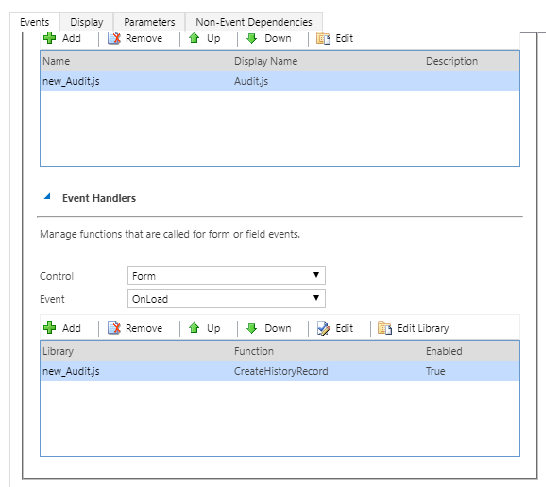 Events Display Parameters Non-Event Dependencies
Add Remove Up Down Edit
Name Display Name Description
new_Audit.js Audit.js
Event Handlers
Manage functions that are called for form or field events.
Control Form
Event OnLoad
Add Remove Up Down Edit Edit Library
Library Function Enabled
new_Audit.js CreateHistoryRecord True